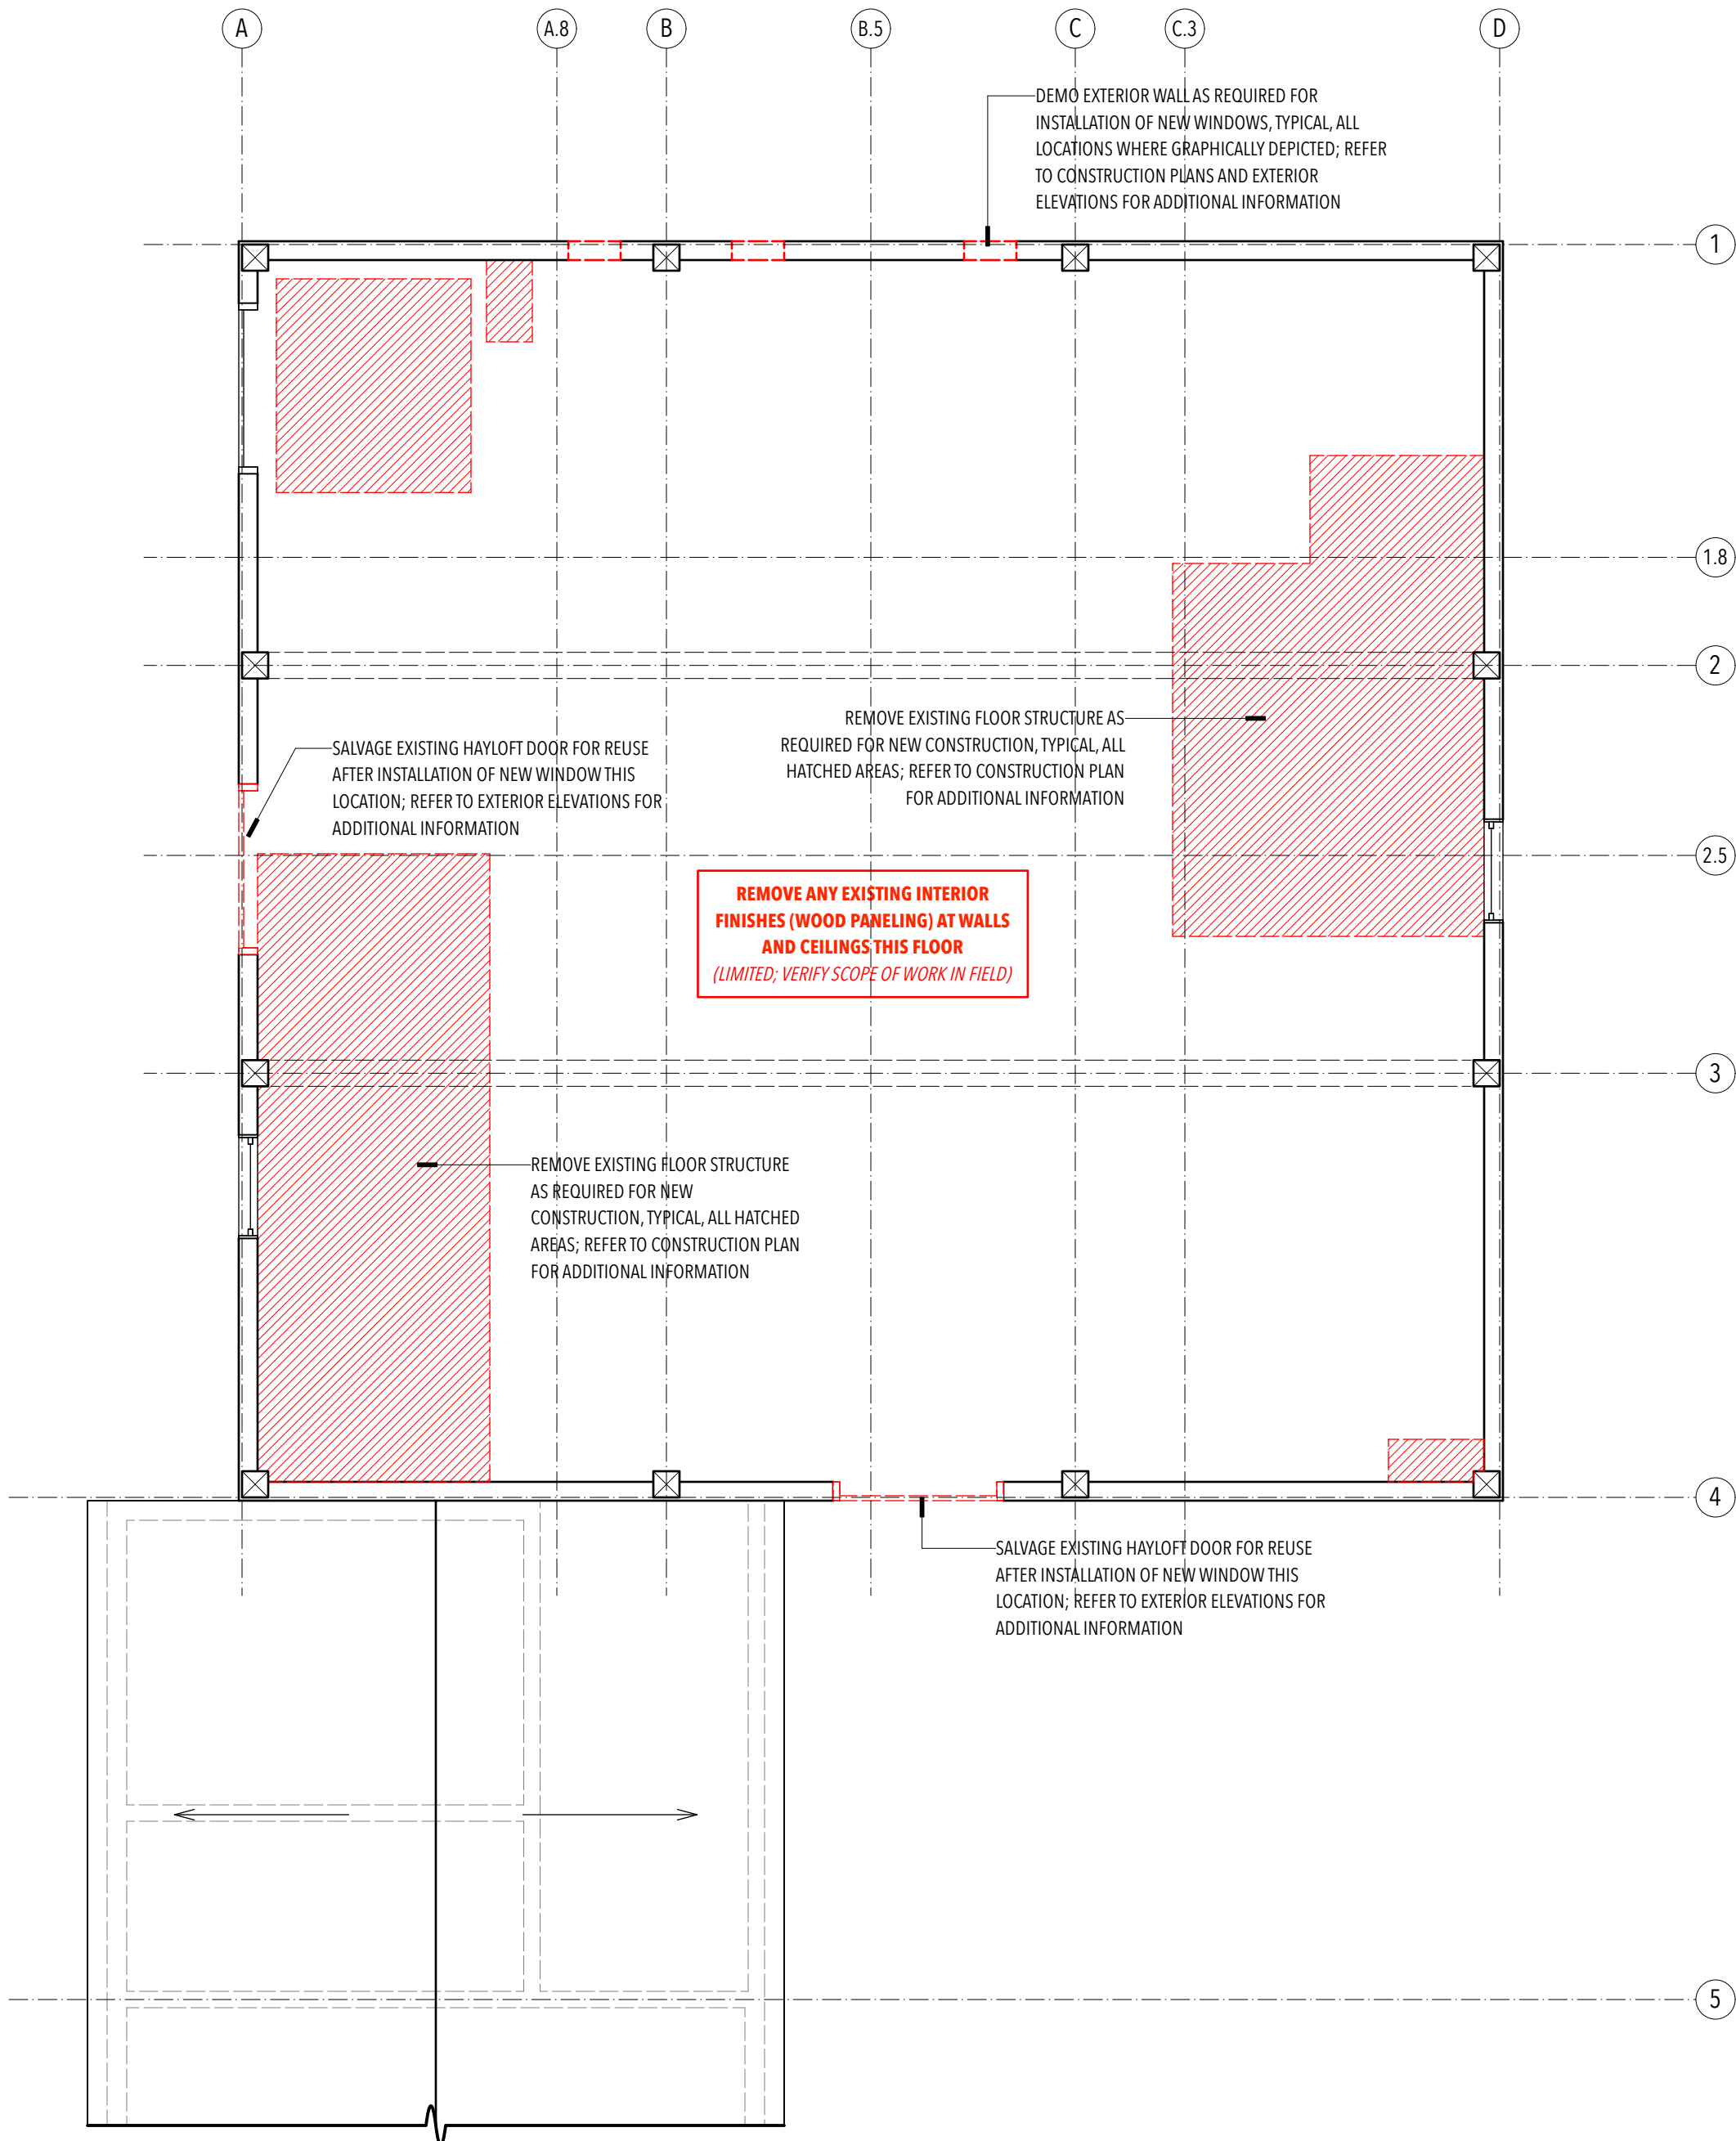 A
A.8
B
B.5
C
C.3
D
DEMO EXTERIOR WALL AS REQUIRED FOR
INSTALLATION OF NEW WINDOWS, TYPICAL, ALL
LOCATIONS WHERE GRAPHICALLY DEPICTED; REFER
TO CONSTRUCTION PLANS AND EXTERIOR
ELEVATIONS FOR ADDITIONAL INFORMATION
1
1.8
2
REMOVE EXISTING FLOOR STRUCTURE AS
REQUIRED FOR NEW CONSTRUCTION, TYPICAL, ALL
HATCHED AREAS; REFER TO CONSTRUCTION PLAN
FOR ADDITIONAL INFORMATION
SALVAGE EXISTING HAYLOFT DOOR FOR REUSE
AFTER INSTALLATION OF NEW WINDOW THIS
LOCATION; REFER TO EXTERIOR ELEVATIONS FOR
ADDITIONAL INFORMATION
2.5
REMOVE ANY EXISTING INTERIOR
FINISHES (WOOD PANELING) AT WALLS
AND CEILINGS THIS FLOOR
(LIMITED; VERIFY SCOPE OF WORK IN FIELD)
3
REMOVE EXISTING FLOOR STRUCTURE
AS REQUIRED FOR NEW
CONSTRUCTION, TYPICAL, ALL HATCHED
AREAS; REFER TO CONSTRUCTION PLAN
FOR ADDITIONAL INFORMATION
4
SALVAGE EXISTING HAYLOFT DOOR FOR REUSE
AFTER INSTALLATION OF NEW WINDOW THIS
LOCATION; REFER TO EXTERIOR ELEVATIONS FOR
ADDITIONAL INFORMATION
5